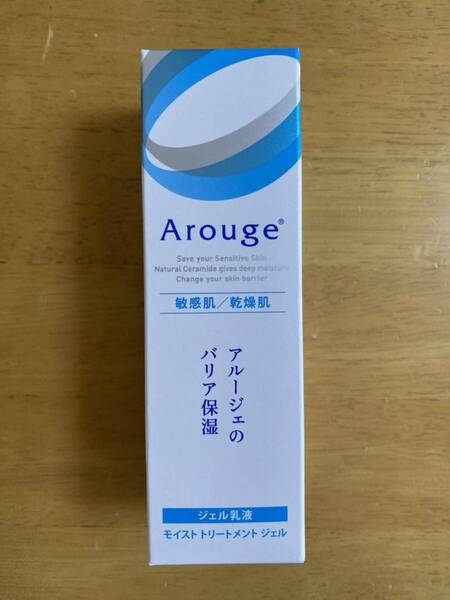 Arouge®
Save your Sensitive Skin
Natural Ceramide gives deep moisture
Change your skin barrier
敏感肌／乾燥肌
アルージェの
バリア保湿
ジェル乳液
モイスト トリートメント ジェル